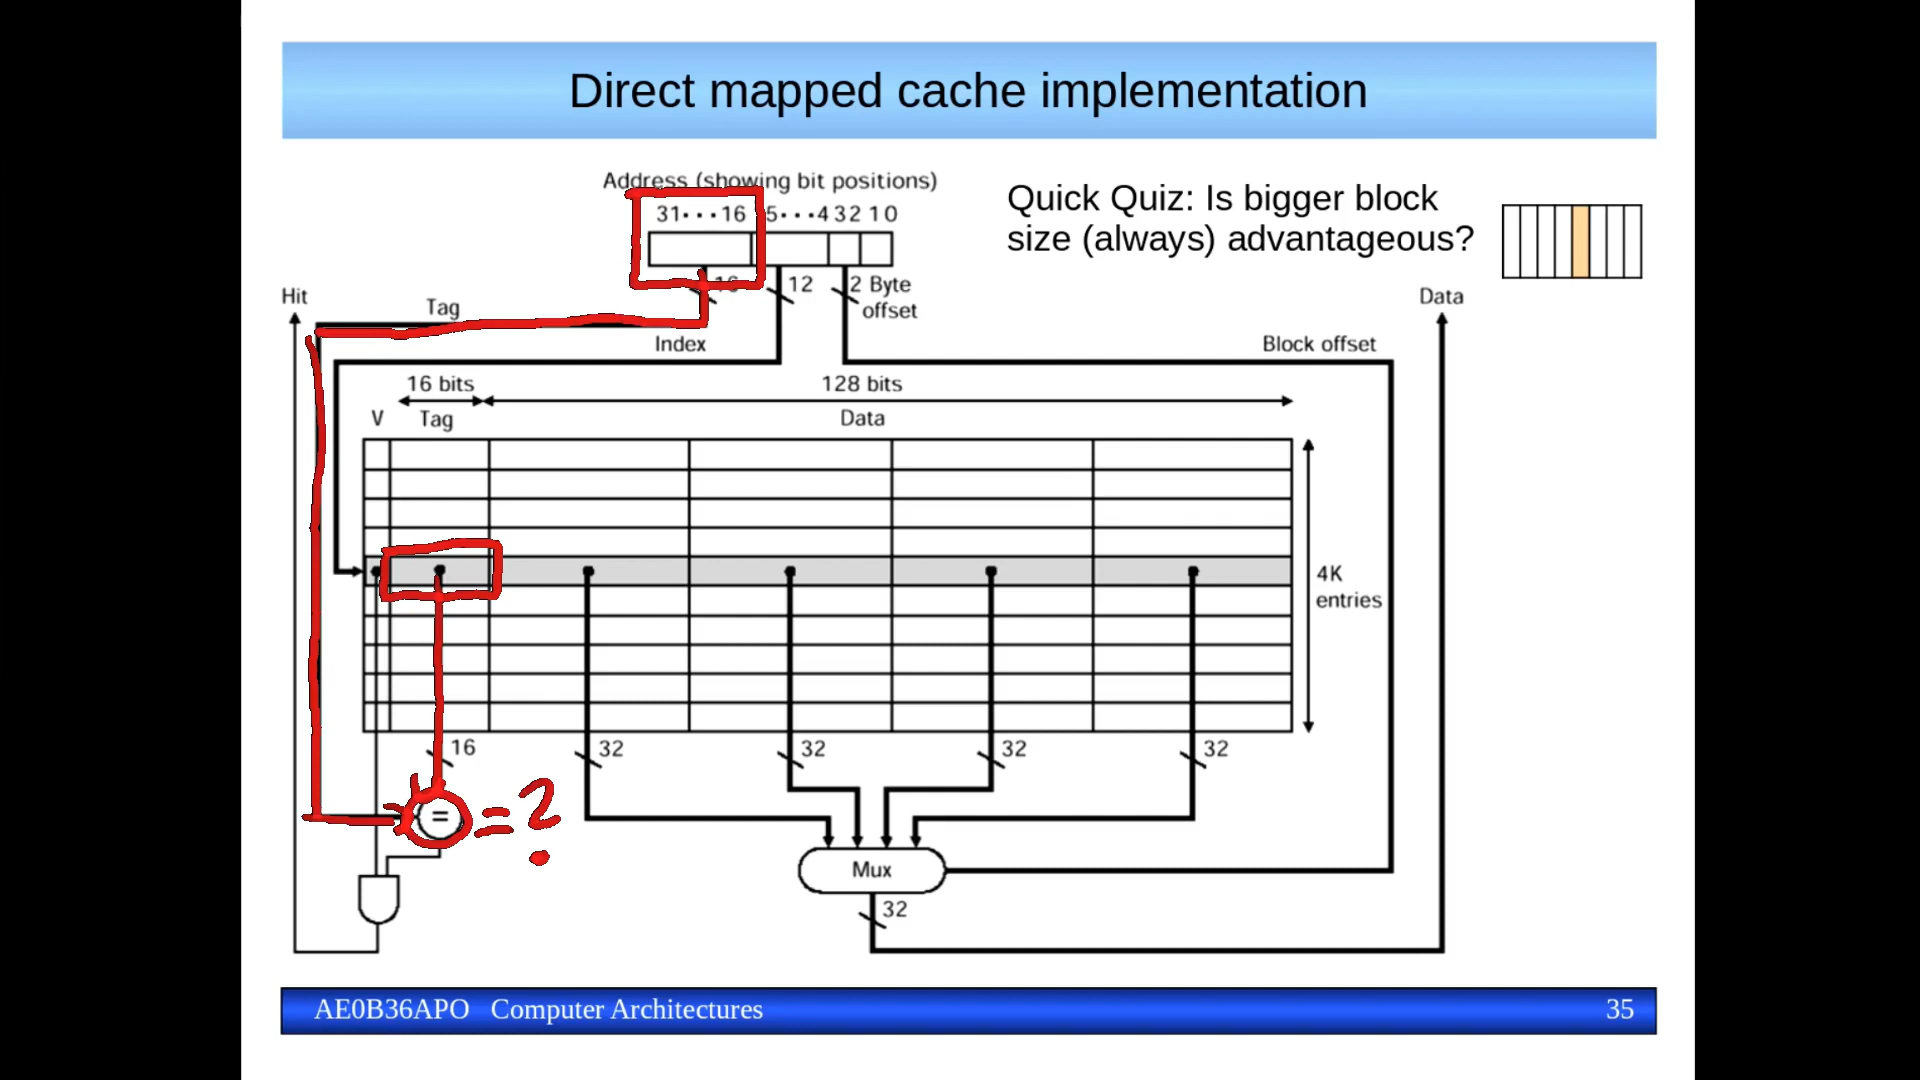 Direct mapped cache implementation
Address (showing bit positions)
31···16 5···4 3 2 1 0
Quick Quiz: Is bigger block
size (always) advantageous?
16 12 2 Byte
offset
Hit
Tag
Data
Index
Block offset
16 bits
128 bits
V Tag Data
4K
entries
16 32 32 32 32
= = ?
Mux
32
AE0B36APO Computer Architectures 35